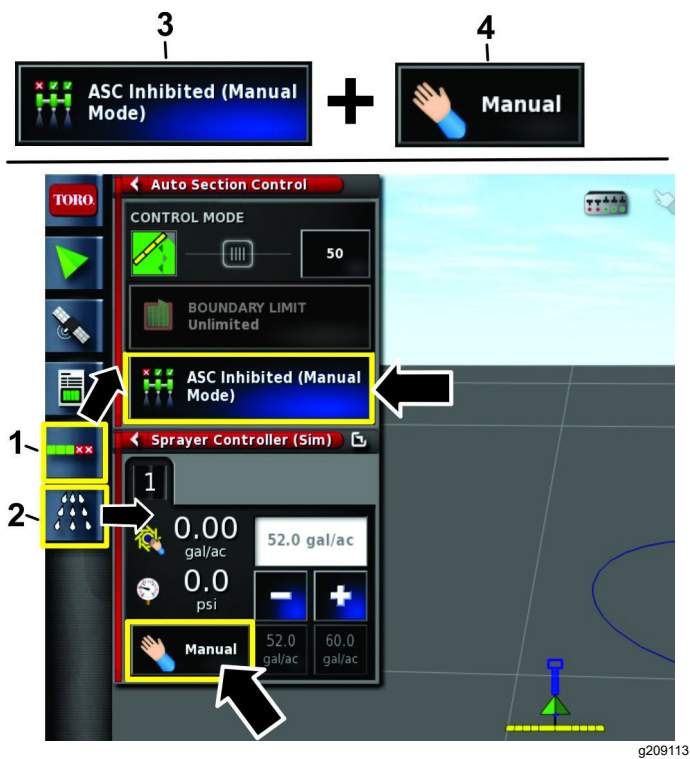 3
4
ASC Inhibited (Manual
Mode)
Manual
TORO.
Auto Section Control
CONTROL MODE
50
BOUNDARY LIMIT
Unlimited
ASC Inhibited (Manual
Mode)
1
Sprayer Controller (Sim)
1
2
0.00
gal/ac
52.0 gal/ac
0.0
psi
Manual
52.0
gal/ac
60.0
gal/ac
g209113